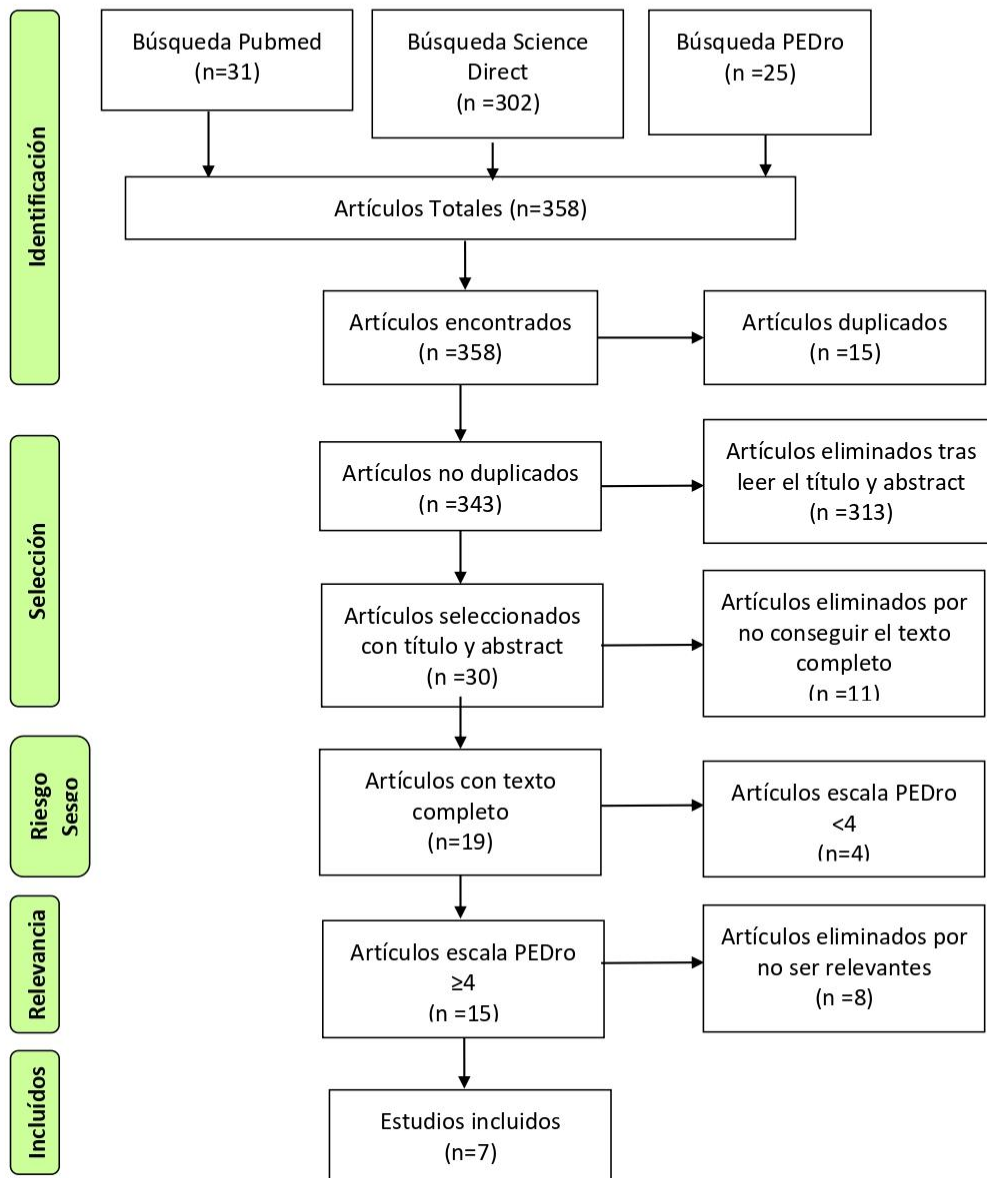 Identificación
Búsqueda Pubmed
(n=31)
Búsqueda Science
Direct
(n =302)
Búsqueda PEDro
(n =25)
Artículos Totales (n=358)
Artículos encontrados
(n =358)
Artículos duplicados
(n =15)
Selección
Artículos no duplicados
(n =343)
Artículos eliminados tras
leer el título y abstract
(n =313)
Artículos seleccionados
con título y abstract
(n =30)
Artículos eliminados por
no conseguir el texto
completo
(n =11)
Riesgo
Sesgo
Artículos con texto
completo
(n=19)
Artículos escala PEDro
<4
(n=4)
Relevancia
Artículos escala PEDro
≥4
(n =15)
Artículos eliminados por
no ser relevantes
(n =8)
Incluídos
Estudios incluidos
(n=7)